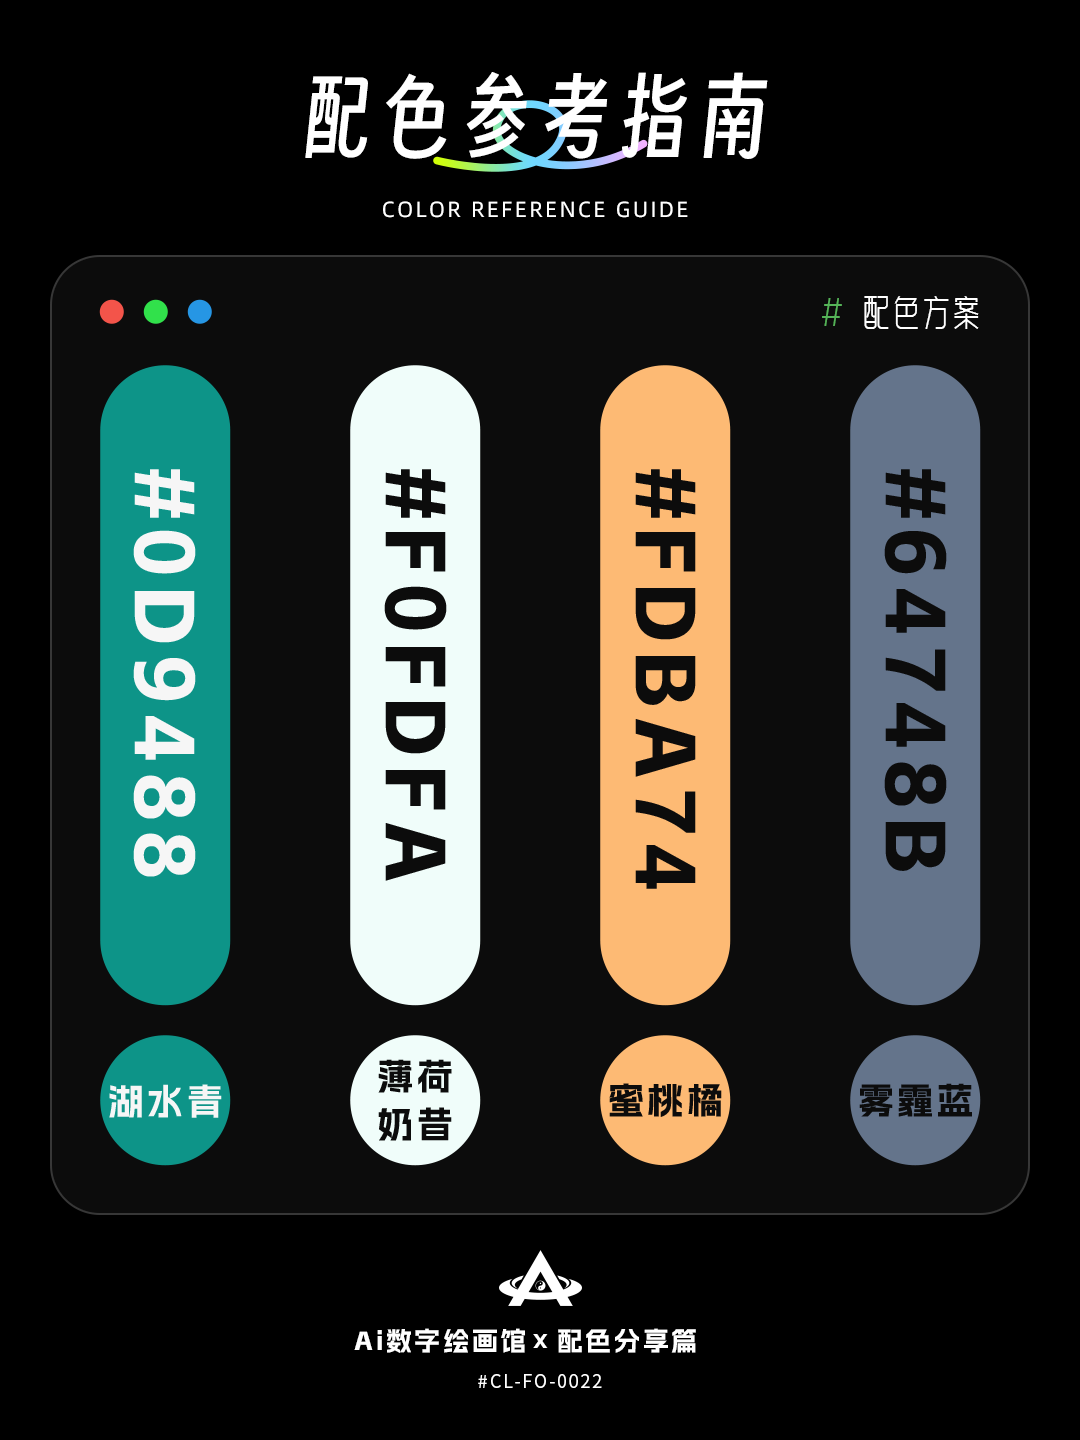 配色参考指南
COLOR REFERENCE GUIDE
# 配色方案
#0D9488
#F0FDFA
#FDBA74
#64748B
湖水青
薄荷
奶昔
蜜桃橘
雾霾蓝
Ai数字绘画馆 x 配色分享篇
#CL-FO-0022